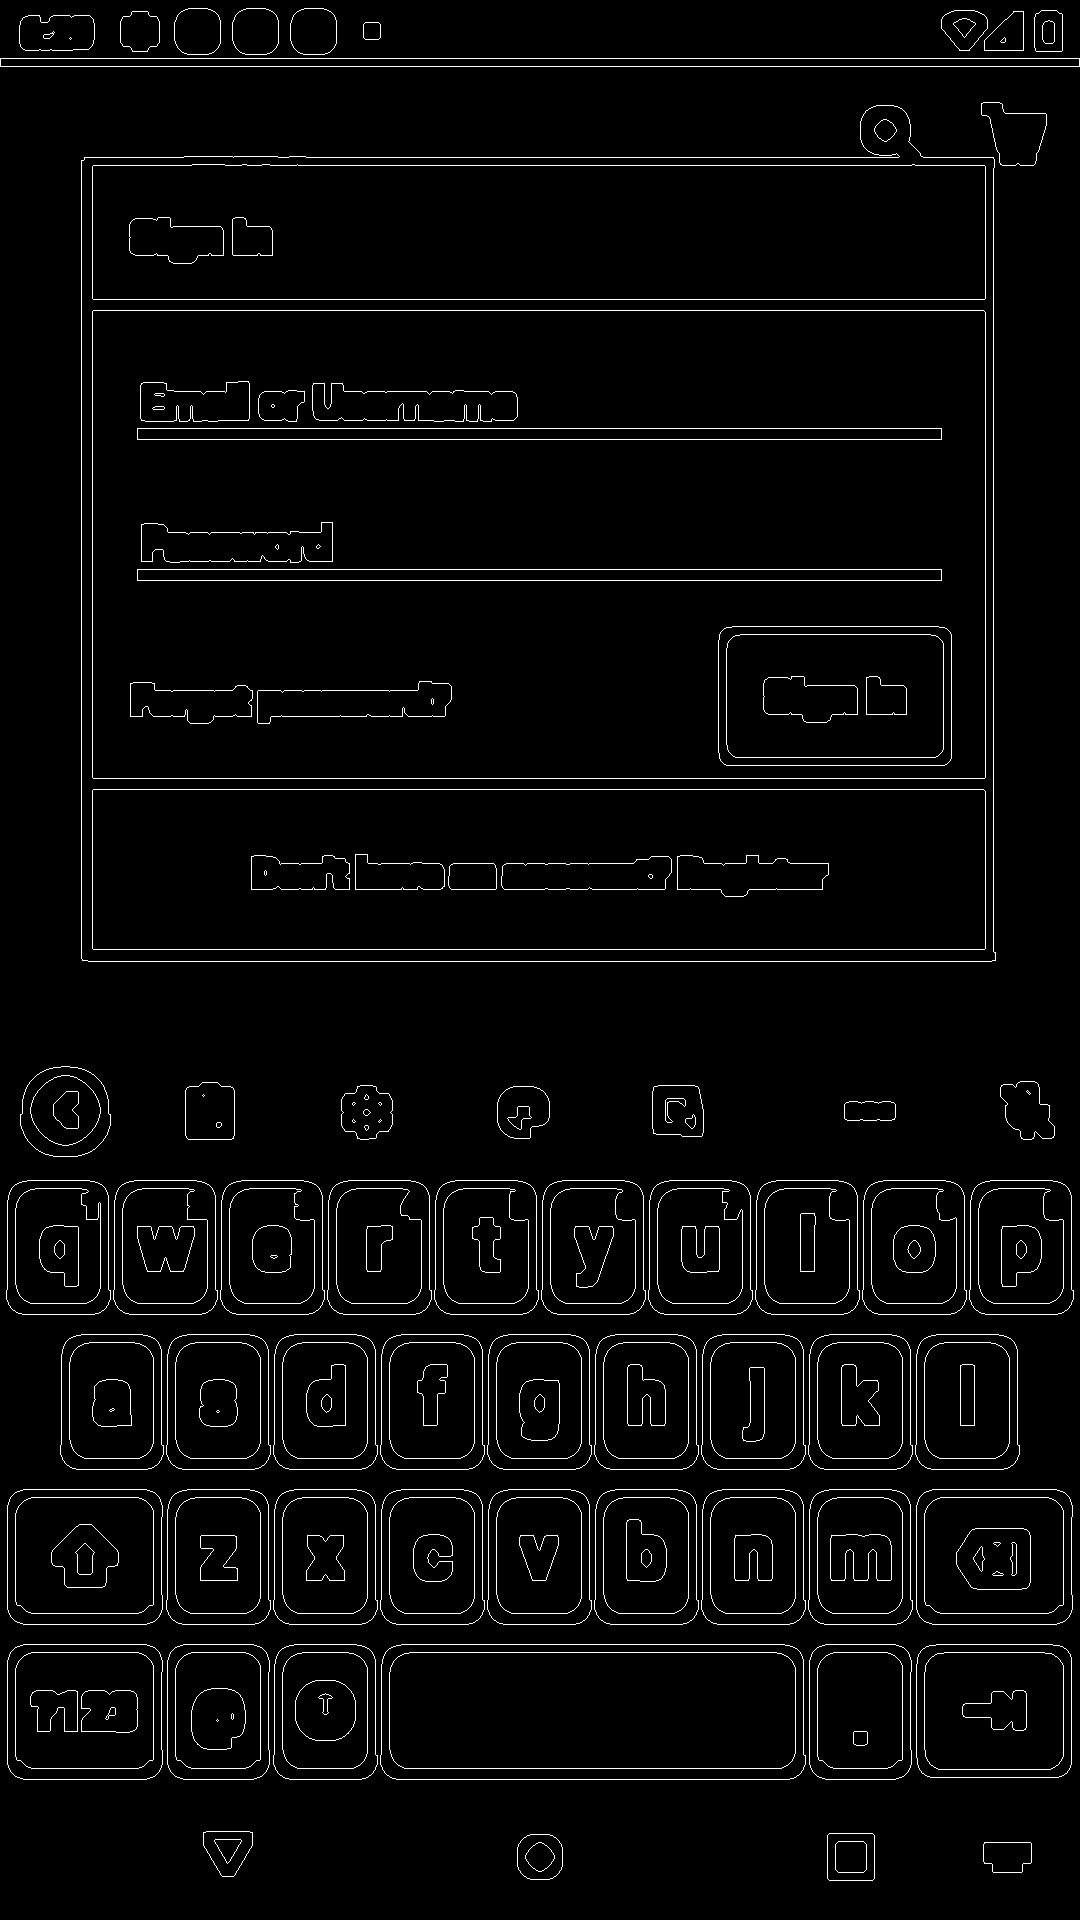 Sign In
Email or Username
Password
Forgot password?
Sign In
Don't have an account? Register
q w e r t y u i o p
a s d f g h j k l
z x c v b n m
?123 .